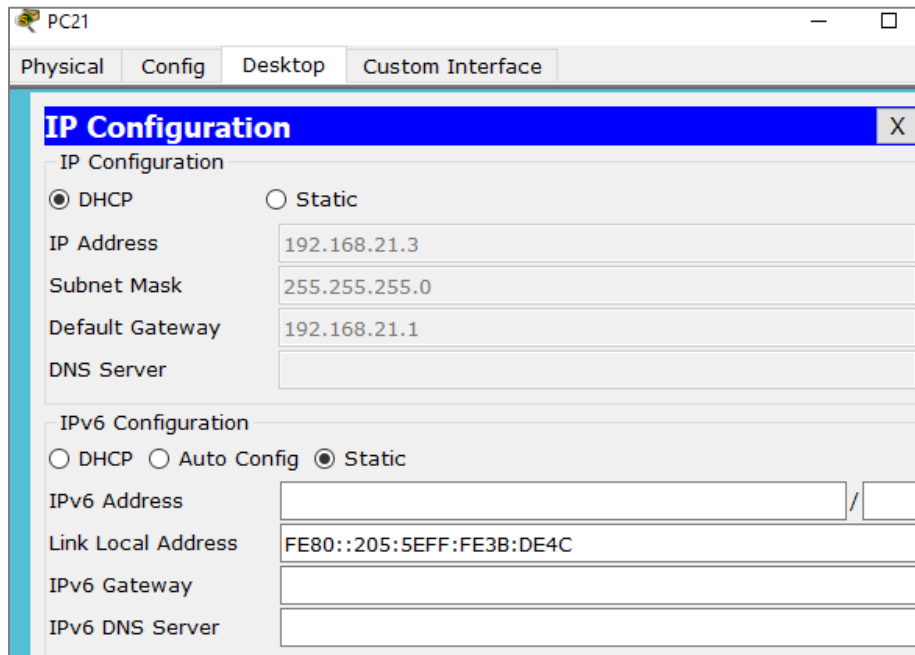 PC21
Physical Config Desktop Custom Interface
IP Configuration X
IP Configuration
DHCP Static
IP Address 192.168.21.3
Subnet Mask 255.255.255.0
Default Gateway 192.168.21.1
DNS Server
IPv6 Configuration
DHCP Auto Config Static
IPv6 Address /
Link Local Address FE80::205:5EFF:FE3B:DE4C
IPv6 Gateway
IPv6 DNS Server